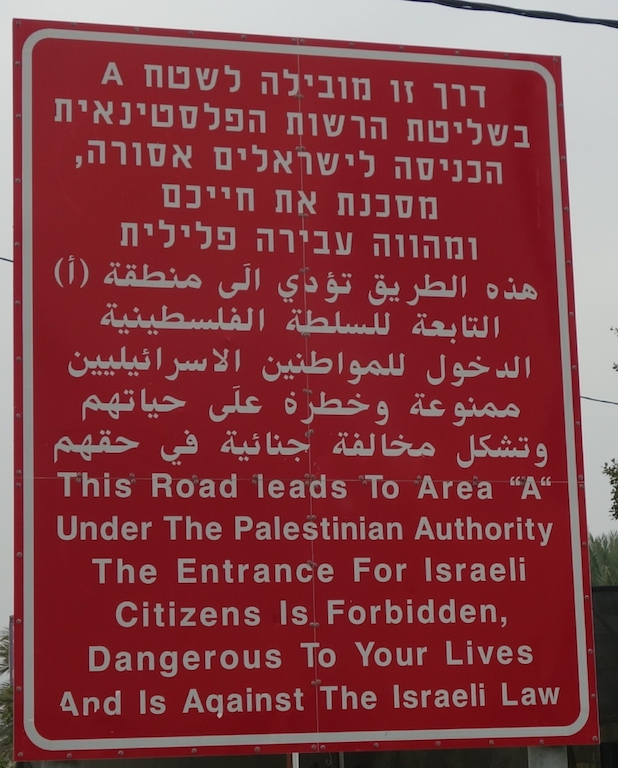 דרך זו מובילה לשטח A
בשליטת הרשות הפלסטינאית
הכניסה לישראלים אסורה,
מסכנת את חייכם
ומהווה עבירה פלילית
هذه الطريق تؤدي الَى منطقة (أ)
التابعة للسلطة الفلسطينية
الدخول للمواطنين الاسرائيليين
ممنوعة وخطرة علَى حياتهم
وتشكل مخالفة جنائية في حقهم
This Road leads To Area “A“
Under The Palestinian Authority
The Entrance For Israeli
Citizens Is Forbidden,
Dangerous To Your Lives
And Is Against The Israeli Law